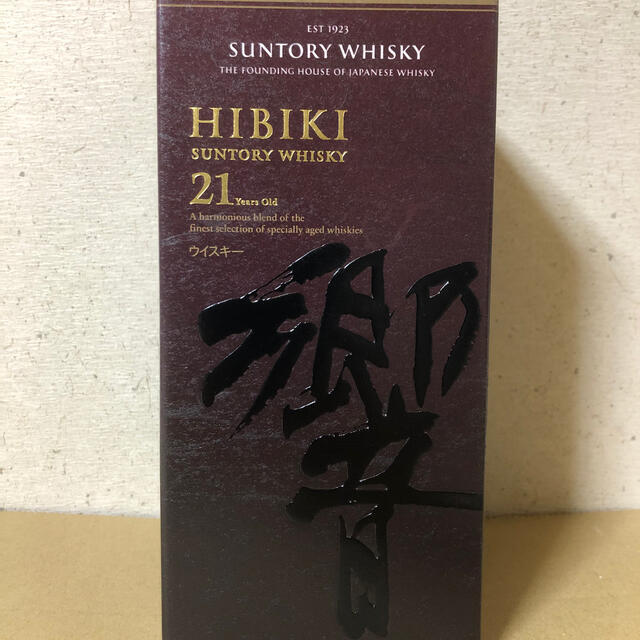 EST 1923
SUNTORY WHISKY
THE FOUNDING HOUSE OF JAPANESE WHISKY
HIBIKI
SUNTORY WHISKY
21 Years Old
A harmonious blend of the
finest selection of specially aged whiskies
ウイスキー
響